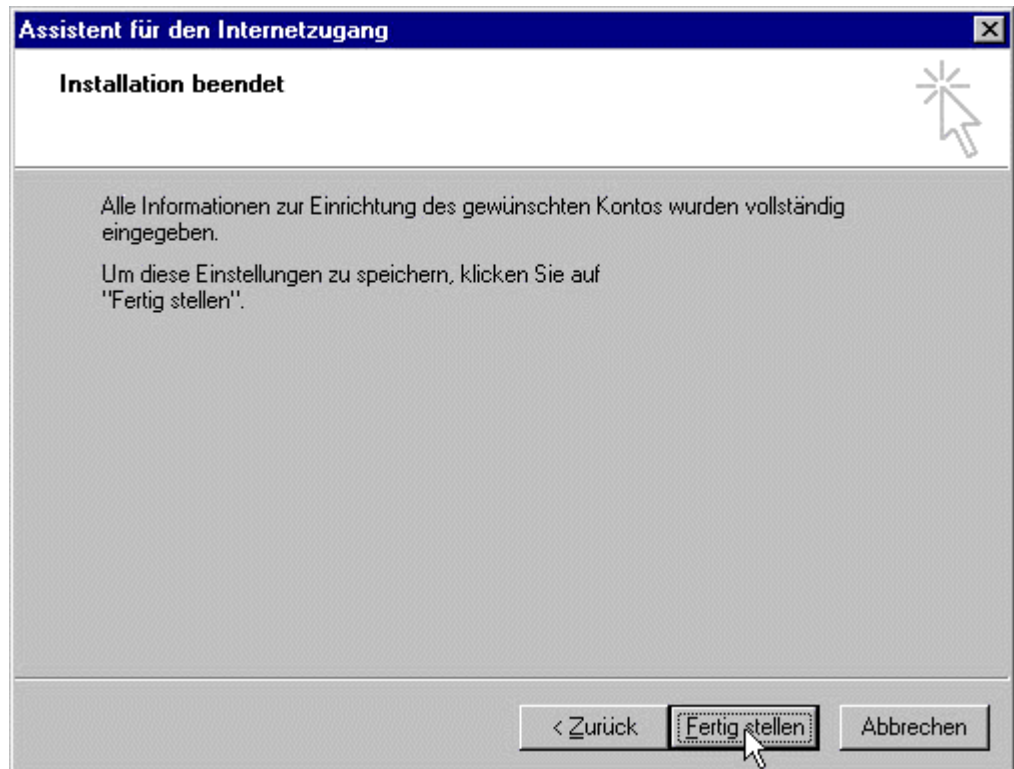 Assistent für den Internetzugang
Installation beendet
Alle Informationen zur Einrichtung des gewünschten Kontos wurden vollständig
eingegeben.
Um diese Einstellungen zu speichern, klicken Sie auf
"Fertig stellen".
< Zurück
Fertig stellen
Abbrechen